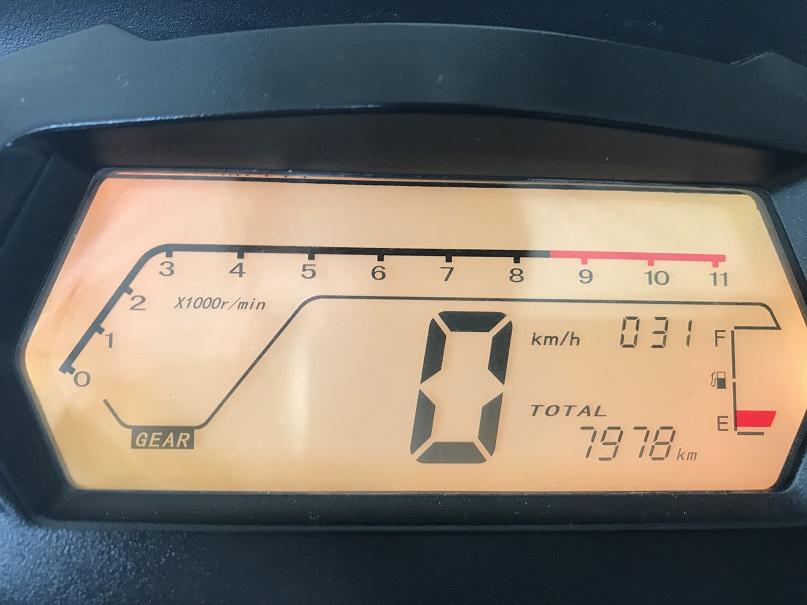 3 4 5 6 7 8 9 10 11
2 X1000r/min
1
0
0 km/h 031 F
TOTAL E
GEAR 7978 km